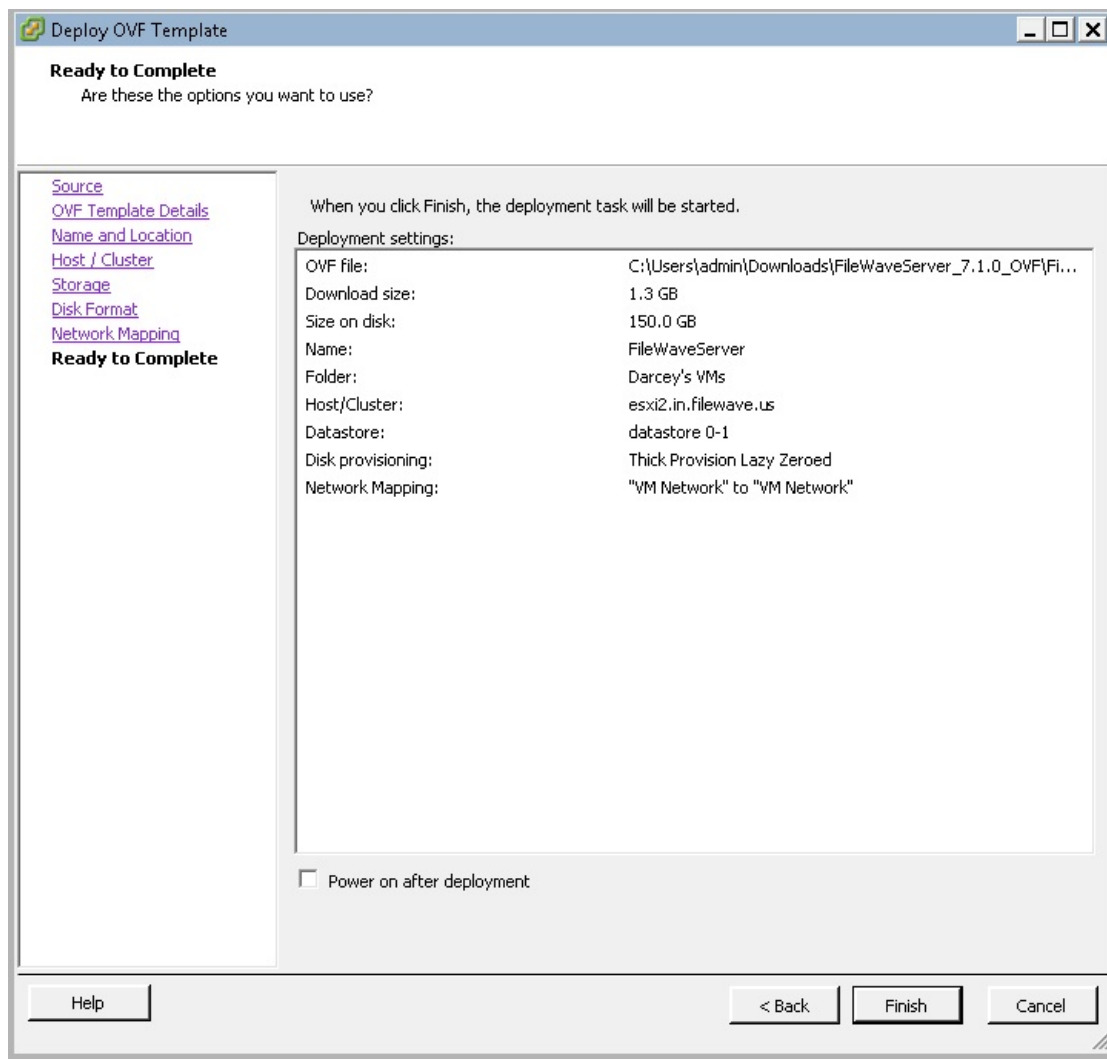 Deploy OVF Template
Ready to Complete
Are these the options you want to use?
Source
OVF Template Details
Name and Location
Host / Cluster
Storage
Disk Format
Network Mapping
Ready to Complete
When you click Finish, the deployment task will be started.
Deployment settings:
OVF file: C:\Users\admin\Downloads\FileWaveServer_7.1.0_OVF\Fi...
Download size: 1.3 GB
Size on disk: 150.0 GB
Name: FileWaveServer
Folder: Darcey's VMs
Host/Cluster: esxi2.in.filewave.us
Datastore: datastore 0-1
Disk provisioning: Thick Provision Lazy Zeroed
Network Mapping: "VM Network" to "VM Network"
Power on after deployment
Help < Back Finish Cancel